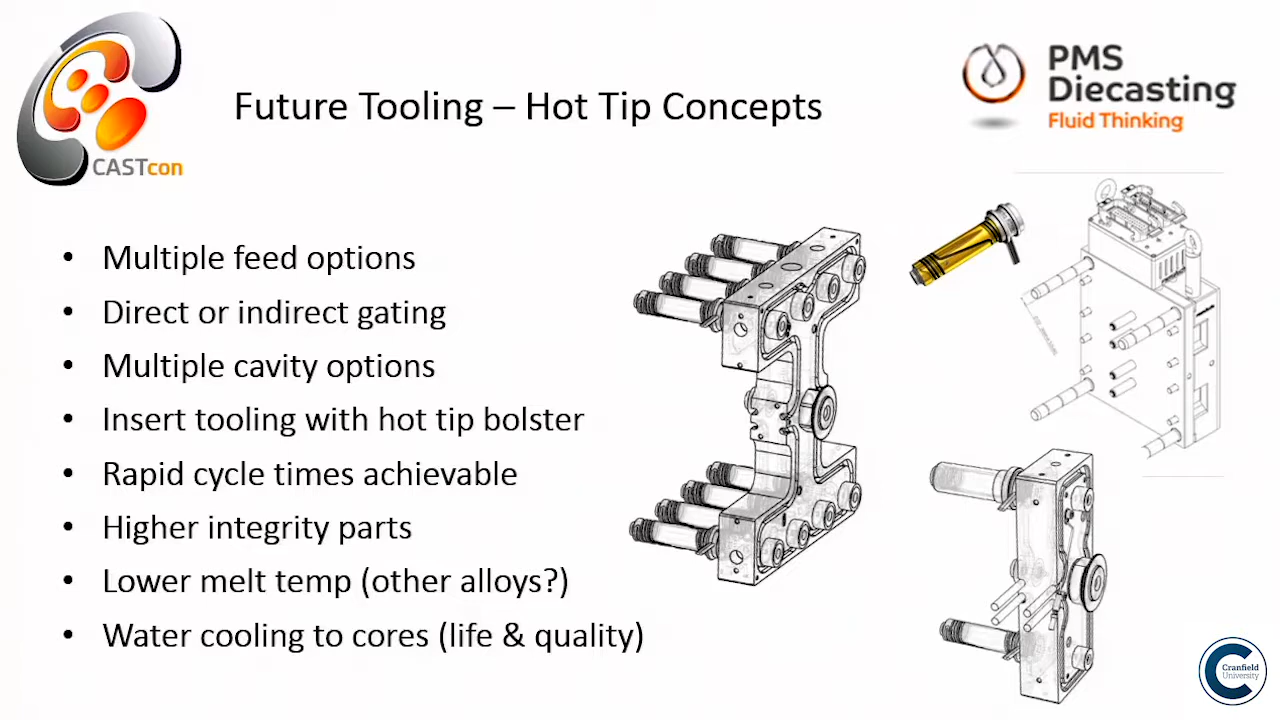 CASTcon
Future Tooling – Hot Tip Concepts
PMS
Diecasting
Fluid Thinking
• Multiple feed options
• Direct or indirect gating
• Multiple cavity options
• Insert tooling with hot tip bolster
• Rapid cycle times achievable
• Higher integrity parts
• Lower melt temp (other alloys?)
• Water cooling to cores (life & quality)
Cranfield
University